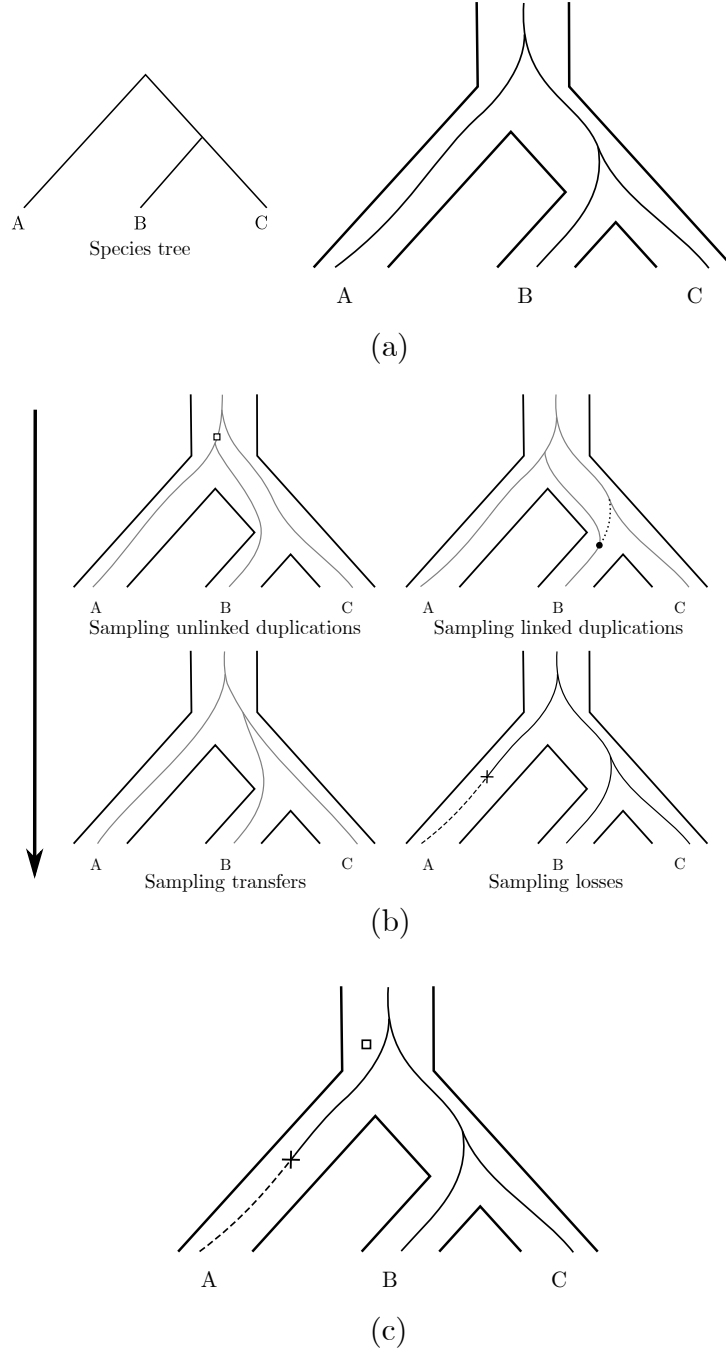 A B C
Species tree
A B C
(a)
A B C
Sampling unlinked duplications
A B C
Sampling linked duplications
A B C
Sampling transfers
A B C
Sampling losses
(b)
A B C
(c)